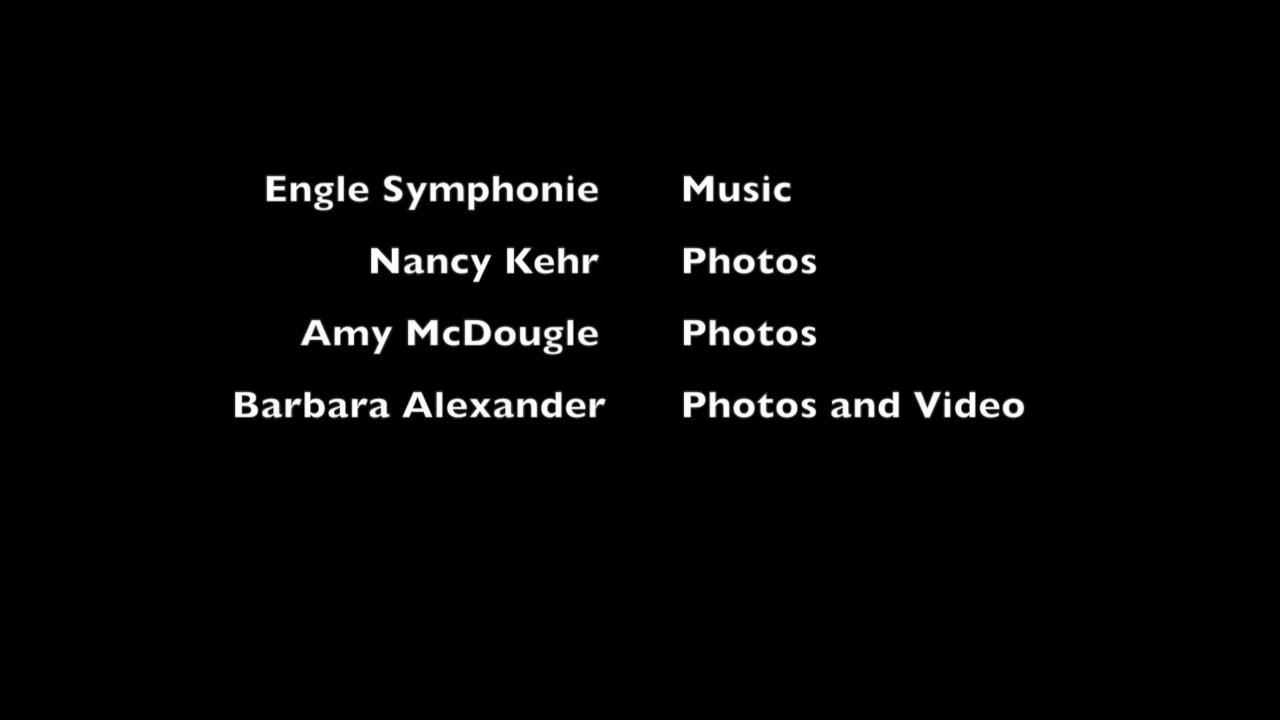 Engle Symphonie Music
Nancy Kehr Photos
Amy McDougle Photos
Barbara Alexander Photos and Video